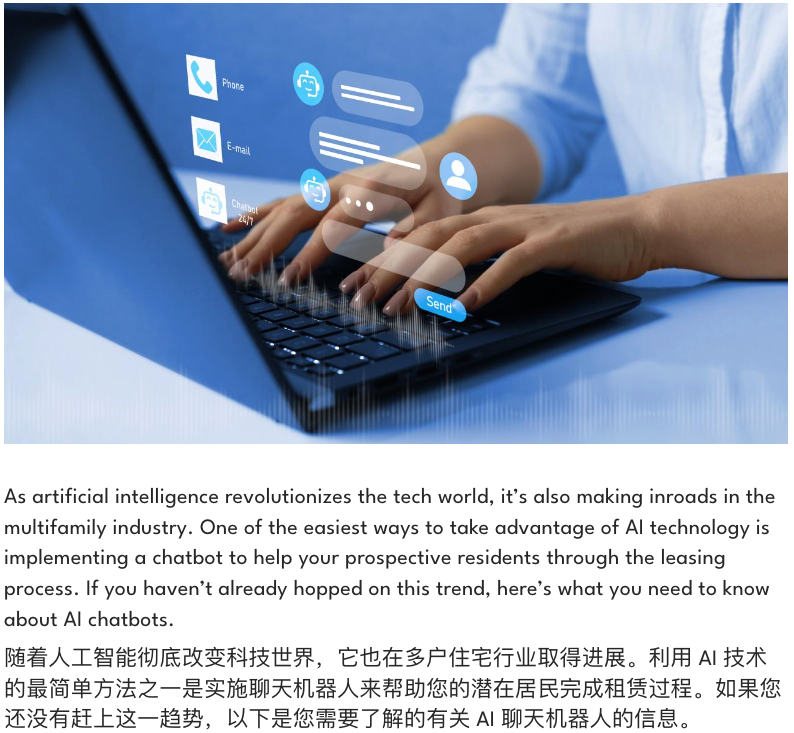 Phone
E-mail
Chatbot
24/7
Send
As artificial intelligence revolutionizes the tech world, it’s also making inroads in the
multifamily industry. One of the easiest ways to take advantage of AI technology is
implementing a chatbot to help your prospective residents through the leasing
process. If you haven’t already hopped on this trend, here’s what you need to know
about AI chatbots.
随着人工智能彻底改变科技世界，它也在多户住宅行业取得进展。利用 AI 技术
的最简单方法之一是实施聊天机器人来帮助您的潜在居民完成租赁过程。如果您
还没有赶上这一趋势，以下是您需要了解的有关 AI 聊天机器人的信息。